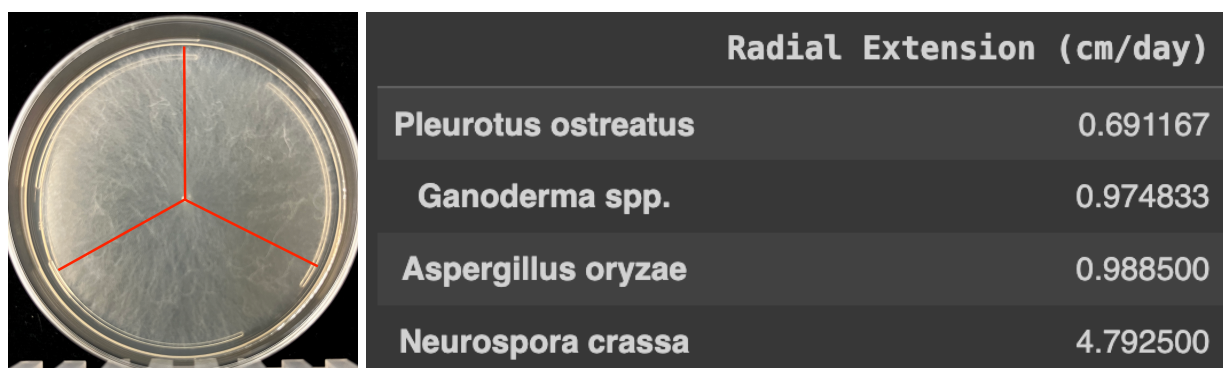 Radial Extension (cm/day)
Pleurotus ostreatus 0.691167
Ganoderma spp. 0.974833
Aspergillus oryzae 0.988500
Neurospora crassa 4.792500